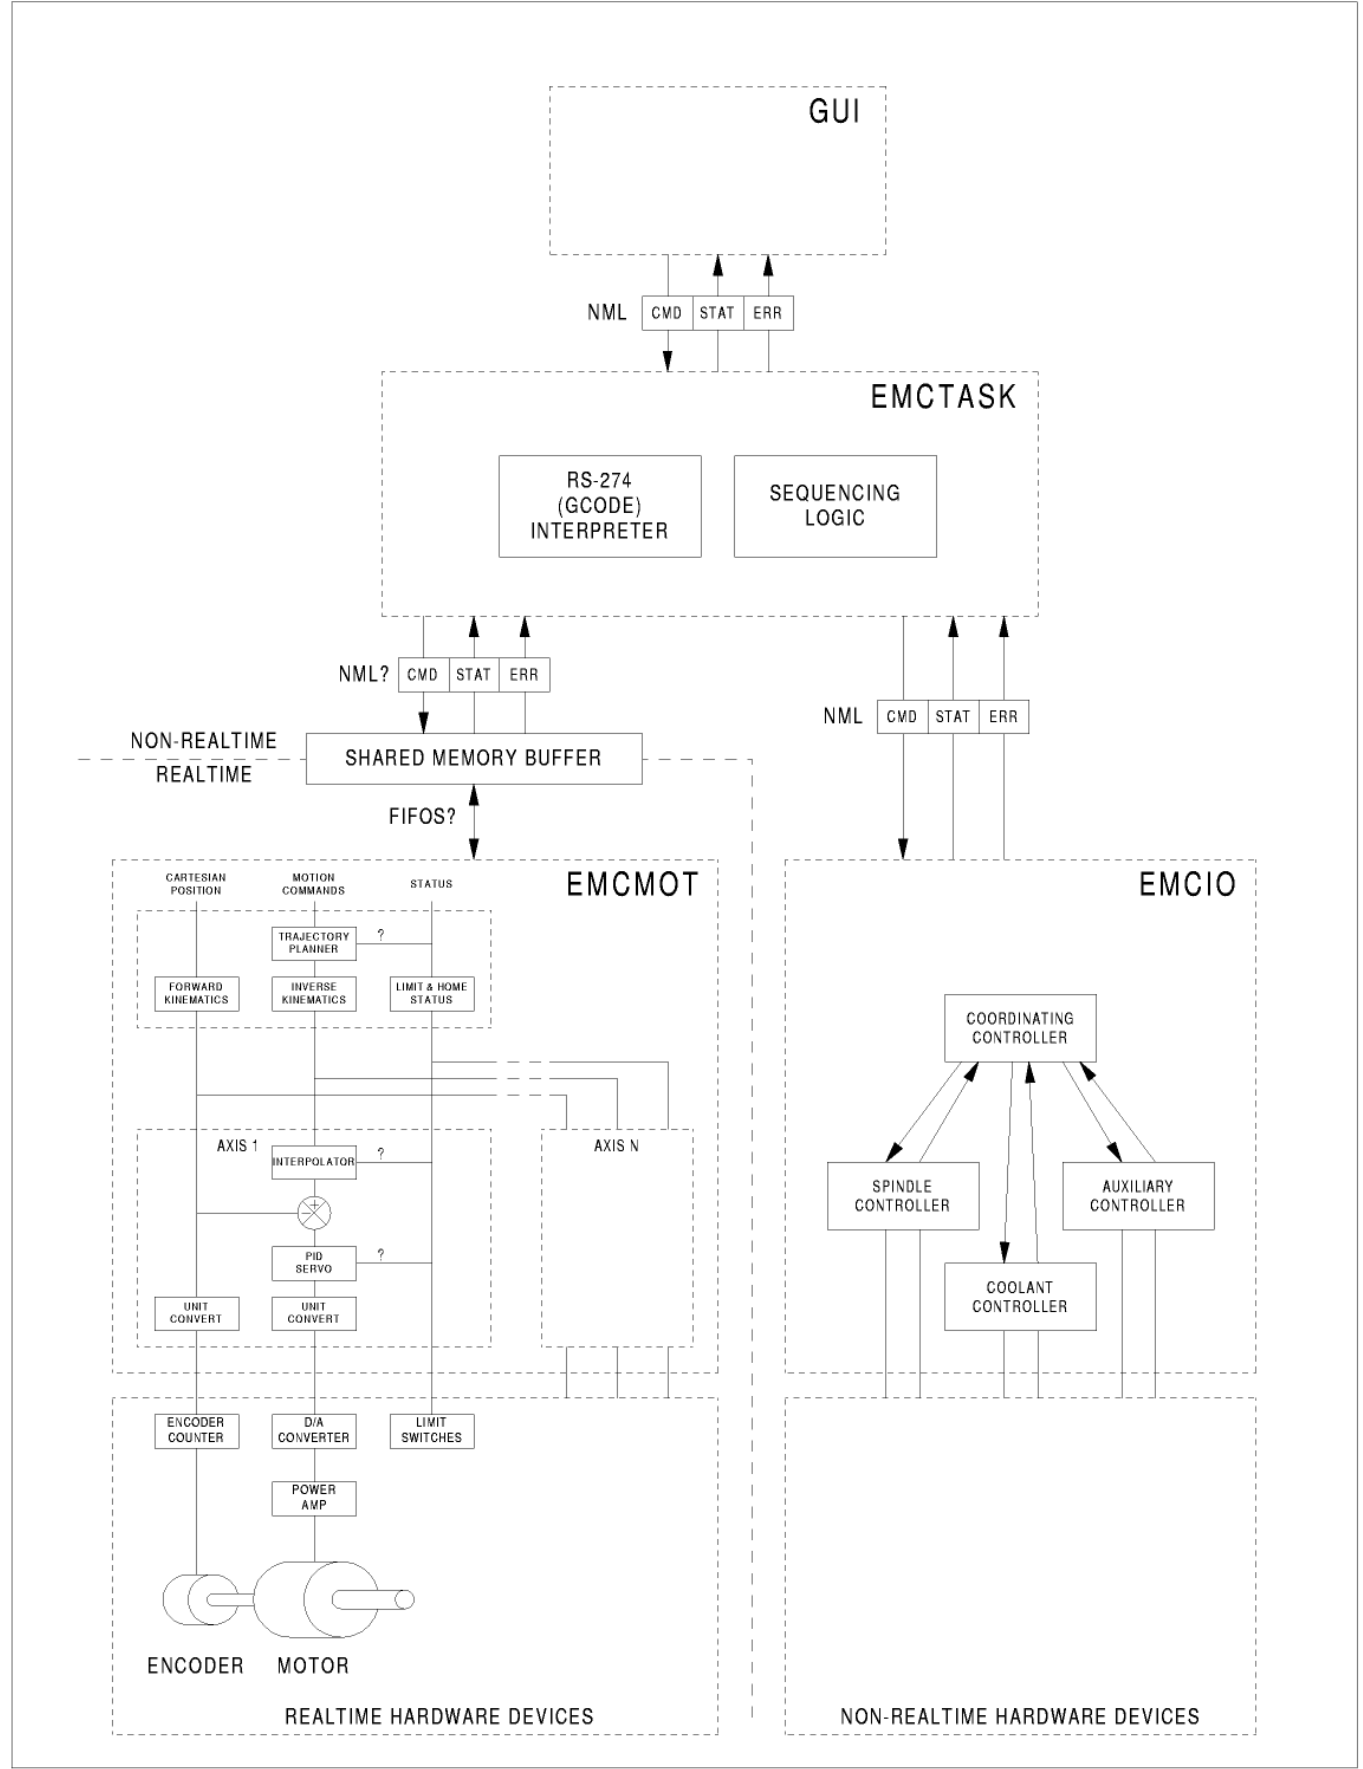 GUI
NML CMD STAT ERR
EMCTASK
RS-274
(GCODE)
INTERPRETER
SEQUENCING
LOGIC
NML? CMD STAT ERR
NML CMD STAT ERR
NON-REALTIME
REALTIME
SHARED MEMORY BUFFER
FIFOS?
EMCMOT
CARTESIAN
POSITION
MOTION
COMMANDS
STATUS
TRAJECTORY
PLANNER
?
FORWARD
KINEMATICS
INVERSE
KINEMATICS
LIMIT & HOME
STATUS
AXIS 1
INTERPOLATOR
?
+
−
PID
SERVO
?
UNIT
CONVERT
UNIT
CONVERT
AXIS N
EMCIO
COORDINATING
CONTROLLER
SPINDLE
CONTROLLER
AUXILIARY
CONTROLLER
COOLANT
CONTROLLER
ENCODER
COUNTER
D/A
CONVERTER
LIMIT
SWITCHES
POWER
AMP
ENCODER
MOTOR
REALTIME HARDWARE DEVICES
NON-REALTIME HARDWARE DEVICES